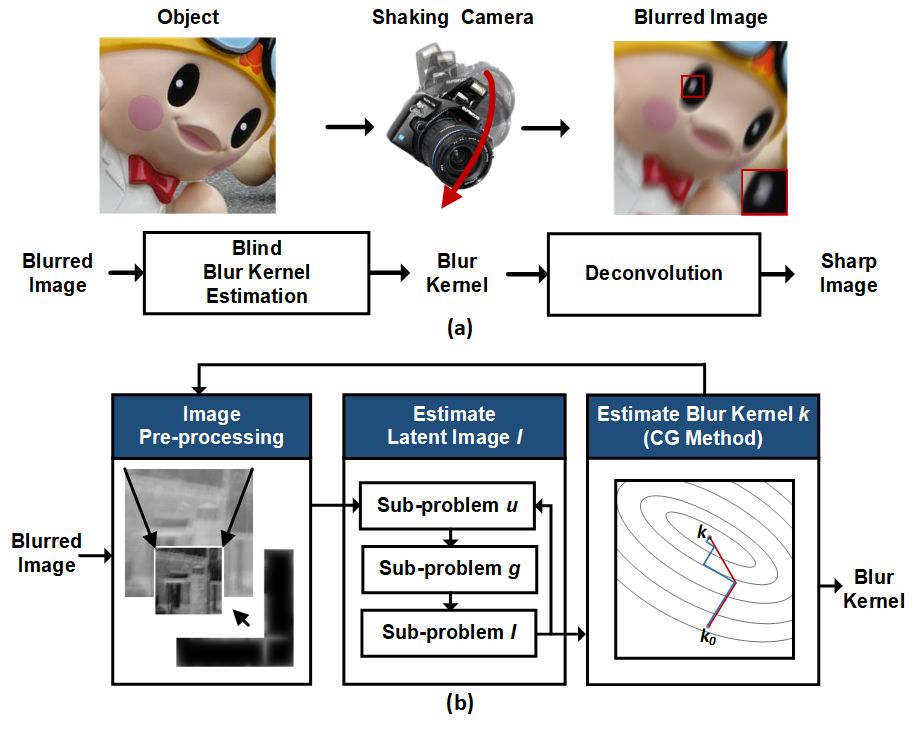 Object
Shaking Camera
Blurred Image
Blurred
Image
Blind
Blur Kernel
Estimation
Blur
Kernel
Deconvolution
Sharp
Image
(a)
Image
Pre-processing
Estimate
Latent Image I
Estimate Blur Kernel k
(CG Method)
Blurred
Image
Sub-problem u
Sub-problem g
Sub-problem I
k
k0
Blur
Kernel
(b)